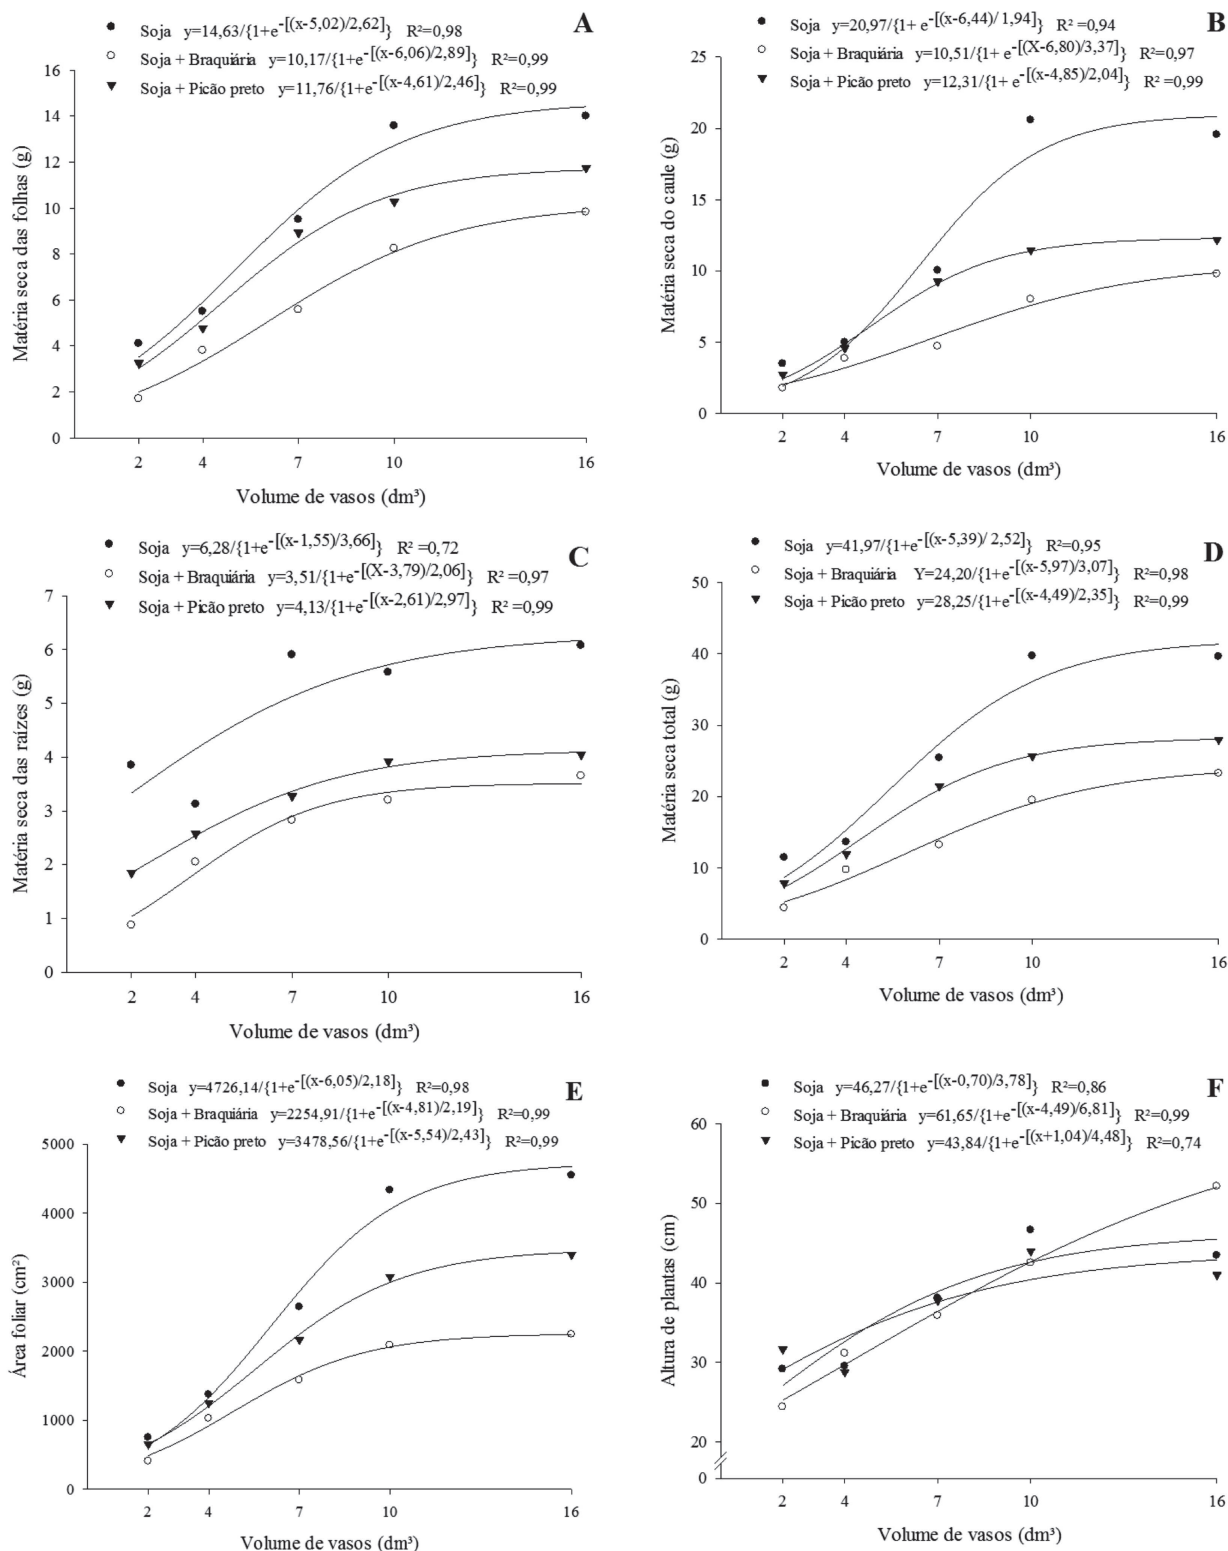 A
Soja y=14,63/{1+e-[(x-5,02)/2,62]} R²=0,98
Soja + Braquiária y=10,17/{1+e-[(x-6,06)/2,89]} R²=0,99
Soja + Picão preto y=11,76/{1+e-[(x-4,61)/2,46]} R²=0,99
Matéria seca das folhas (g)
16
14
12
10
8
6
4
2
0
2 4 7 10 16
Volume de vasos (dm³)
B
Soja y=20,97/{1+ e-[(x-6,44)/ 1,94]} R² =0,94
Soja + Braquiária y=10,51/{1+ e-[(X-6,80)/3,37]} R²=0,97
Soja + Picão preto y=12,31/{1+ e-[(x-4,85)/2,04]} R²=0,99
Matéria seca do caule (g)
25
20
15
10
5
0
2 4 7 10 16
Volume de vasos (dm³)
C
Soja y=6,28/{1+e-[(x-1,55)/3,66]} R² =0,72
Soja + Braquiária y=3,51/{1+e-[(X-3,79)/2,06]} R² =0,97
Soja + Picão preto y=4,13/{1+e-[(x-2,61)/2,97]} R² =0,99
Matéria seca das raízes (g)
7
6
5
4
3
2
1
0
2 4 7 10 16
Volume de vasos (dm³)
D
Soja y=41,97/{1+e-[(x-5,39)/ 2,52]} R²=0,95
Soja + Braquiária Y=24,20/{1+e-[(x-5,97)/3,07]} R²=0,98
Soja + Picão preto y=28,25/{1+e-[(x-4,49)/2,35]} R²=0,99
Matéria seca total (g)
50
40
30
20
10
0
2 4 7 10 16
Volume de vasos (dm³)
E
Soja y=4726,14/{1+e-[(x-6,05)/2,18]} R²=0,98
Soja + Braquiária y=2254,91/{1+e-[(x-4,81)/2,19]} R²=0,99
Soja + Picão preto y=3478,56/{1+e-[(x-5,54)/2,43]} R²=0,99
Área foliar (cm²)
5000
4000
3000
2000
1000
0
2 4 7 10 16
Volume de vasos (dm³)
F
Soja y=46,27/{1+e-[(x-0,70)/3,78]} R²=0,86
Soja + Braquiária y=61,65/{1+e-[(x-4,49)/6,81]} R²=0,99
Soja + Picão preto y=43,84/{1+e-[(x+1,04)/4,48]} R²=0,74
Altura de plantas (cm)
60
50
40
30
20
0
2 4 7 10 16
Volume de vasos (dm³)